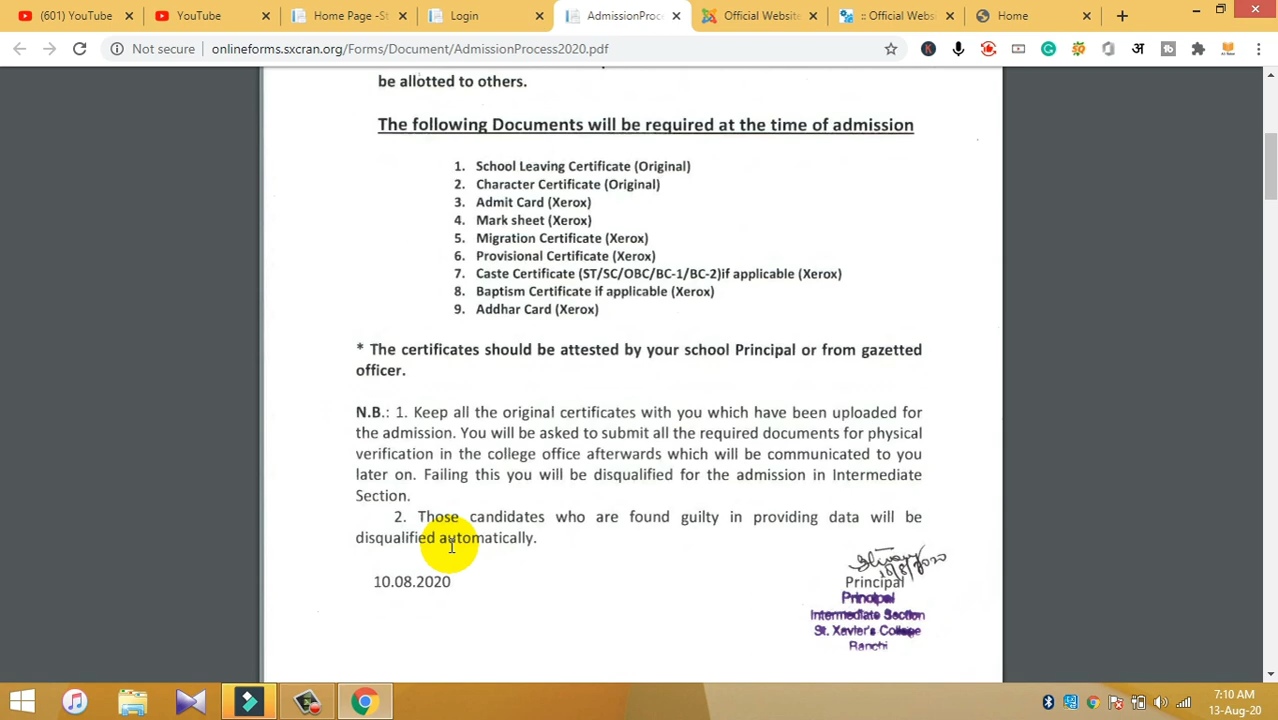 (601) YouTube
YouTube
Home Page -St
Login
AdmissionProc
Official Website
:: Official Webs
Home
Not secure
onlineforms.sxcran.org/Forms/Document/AdmissionProcess2020.pdf
be allotted to others.
The following Documents will be required at the time of admission
1. School Leaving Certificate (Original)
2. Character Certificate (Original)
3. Admit Card (Xerox)
4. Mark sheet (Xerox)
5. Migration Certificate (Xerox)
6. Provisional Certificate (Xerox)
7. Caste Certificate (ST/SC/OBC/BC-1/BC-2)if applicable (Xerox)
8. Baptism Certificate if applicable (Xerox)
9. Addhar Card (Xerox)
* The certificates should be attested by your school Principal or from gazetted
officer.
N.B.: 1. Keep all the original certificates with you which have been uploaded for
the admission. You will be asked to submit all the required documents for physical
verification in the college office afterwards which will be communicated to you
later on. Failing this you will be disqualified for the admission in Intermediate
Section.
2. Those candidates who are found guilty in providing data will be
disqualified automatically.
10.08.2020
Principal
Principal
Intermediate Section
St. Xavier's College
Ranchi
7:10 AM
13-Aug-20